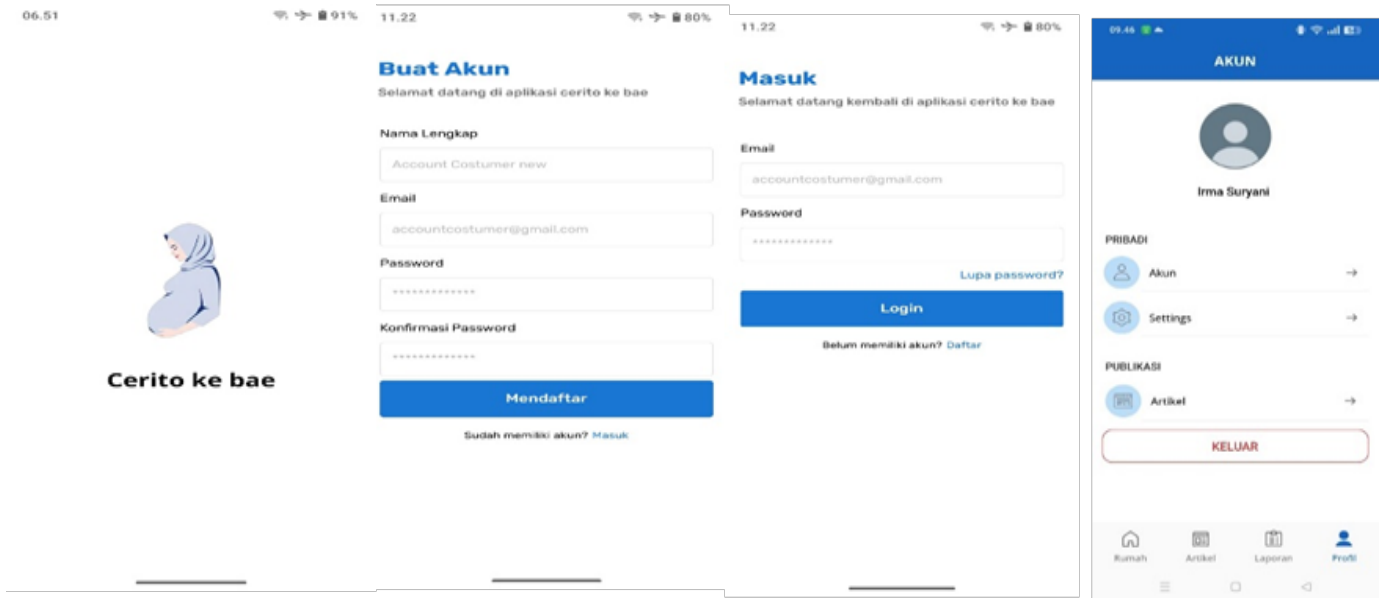 06.51
91%
Cerito ke bae
11.22
80%
Buat Akun
Selamat datang di aplikasi cerito ke bae
Nama Lengkap
Account Costumer new
Email
accountcostumer@gmail.com
Password
*************
Konfirmasi Password
*************
Mendaftar
Sudah memiliki akun? Masuk
11.22
80%
Masuk
Selamat datang kembali di aplikasi cerito ke bae
Email
accountcostumer@gmail.com
Password
*************
Lupa password?
Login
Belum memiliki akun? Daftar
09.46
AKUN
Irma Suryani
PRIBADI
Akun
Settings
PUBLIKASI
Artikel
KELUAR
Rumah Artikel Laporan Profil